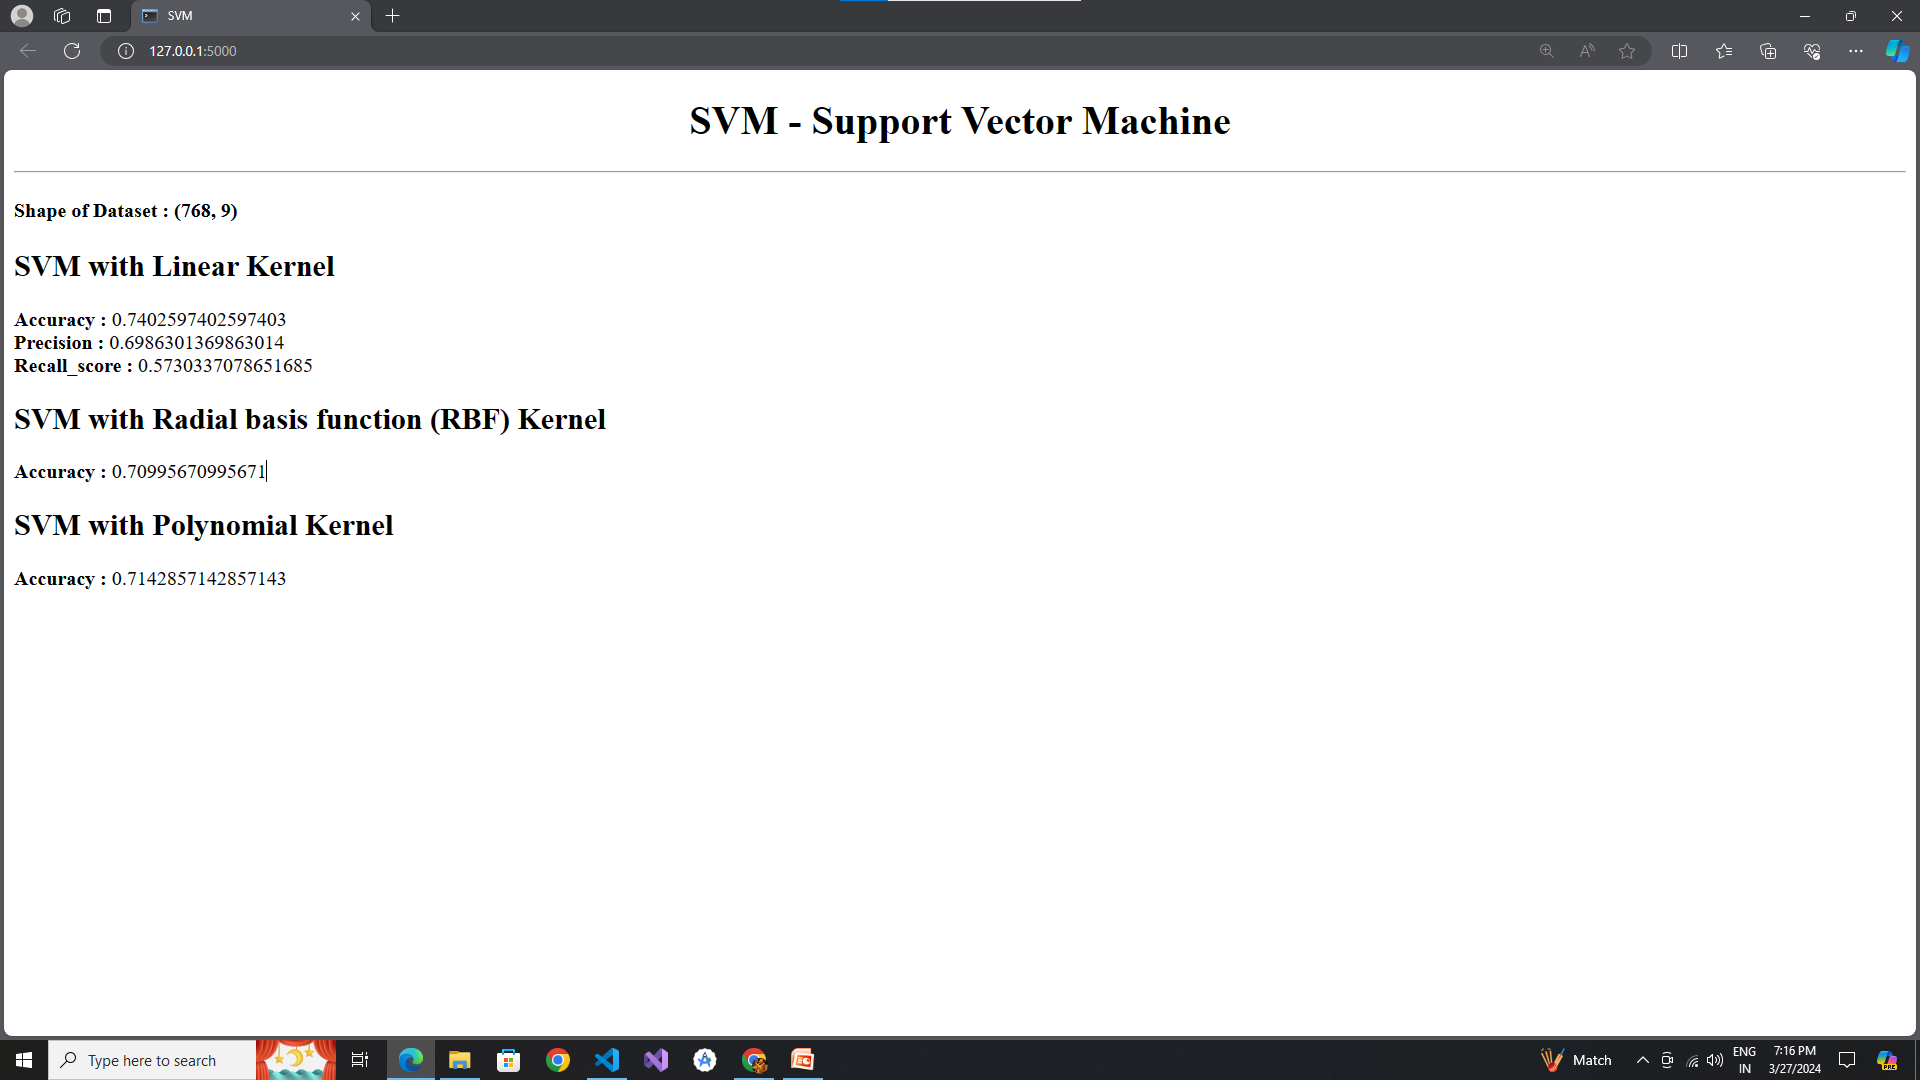 SVM
127.0.0.1:5000
SVM - Support Vector Machine
Shape of Dataset : (768, 9)
SVM with Linear Kernel
Accuracy : 0.7402597402597403
Precision : 0.6986301369863014
Recall_score : 0.5730337078651685
SVM with Radial basis function (RBF) Kernel
Accuracy : 0.70995670995671
SVM with Polynomial Kernel
Accuracy : 0.7142857142857143
Type here to search
Match
ENG
IN
7:16 PM
3/27/2024